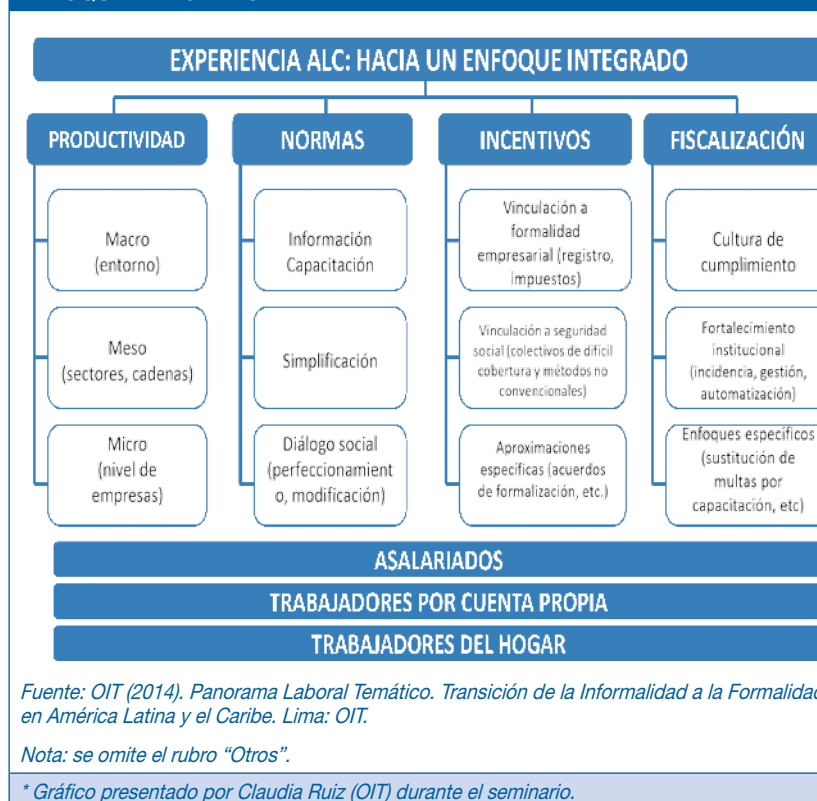 EXPERIENCIA ALC: HACIA UN ENFOQUE INTEGRADO
PRODUCTIVIDAD
Macro
(entorno)
Meso
(sectores, cadenas)
Micro
(nivel de
empresas)
NORMAS
Información
Capacitación
Simplificación
Diálogo social
(perfeccionamient
o, modificación)
INCENTIVOS
Vinculación a
formalidad
empresarial (registro,
impuestos)
Vinculación a seguridad
social (colectivos de difícil
cobertura y métodos no
convencionales)
Aproximaciones
específicas (acuerdos
de formalización, etc.)
FISCALIZACIÓN
Cultura de
cumplimiento
Fortalecimiento
institucional
(incidencia, gestión,
automatización)
Enfoques específicos
(sustitución de
multas por
capacitación, etc)
ASALARIADOS
TRABAJADORES POR CUENTA PROPIA
TRABAJADORES DEL HOGAR
Fuente: OIT (2014). Panorama Laboral Temático. Transición de la Informalidad a la Formalidad
en América Latina y el Caribe. Lima: OIT.
Nota: se omite el rubro “Otros”.
* Gráfico presentado por Claudia Ruiz (OIT) durante el seminario.